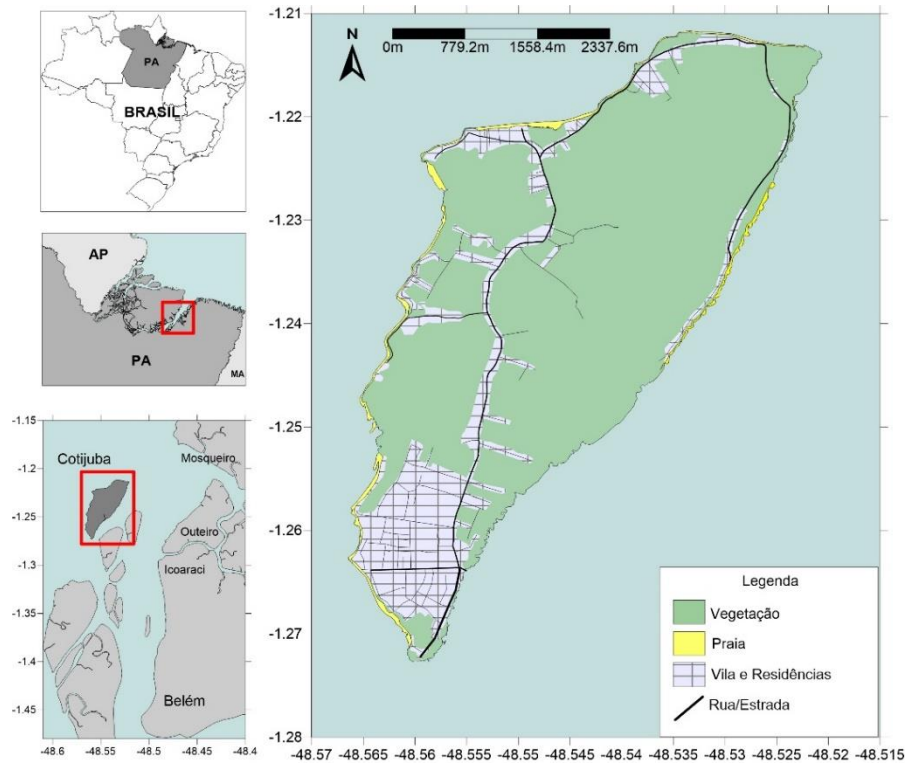 PA
BRASIL
AP
PA
MA
-1.15
-1.2
-1.25
-1.3
-1.35
-1.4
-1.45
Cotijuba
Mosqueiro
Outeiro
Icoaraci
Belém
-48.6 -48.55 -48.5 -48.45 -48.4
-1.21
-1.22
-1.23
-1.24
-1.25
-1.26
-1.27
-1.28
N
0m 779.2m 1558.4m 2337.6m
Legenda
Vegetação
Praia
Vila e Residências
Rua/Estrada
-48.57 -48.565 -48.56 -48.555 -48.55 -48.545 -48.54 -48.535 -48.53 -48.525 -48.52 -48.515